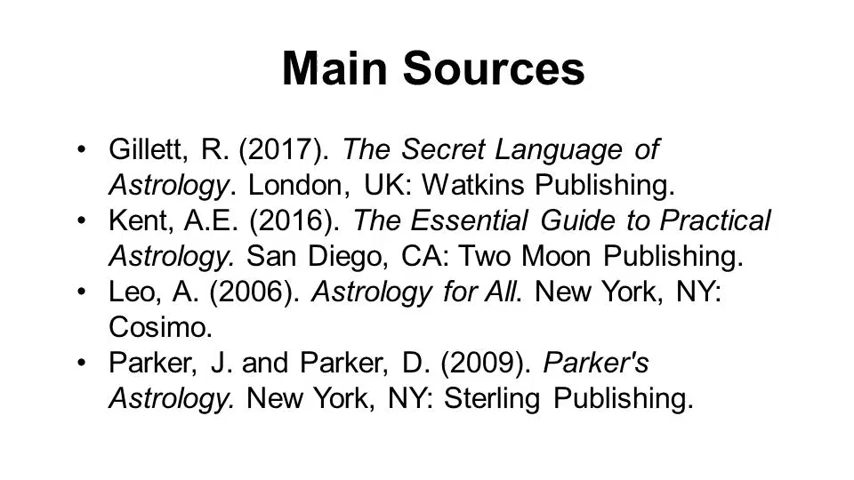 Main Sources
• Gillett, R. (2017). The Secret Language of
Astrology. London, UK: Watkins Publishing.
• Kent, A.E. (2016). The Essential Guide to Practical
Astrology. San Diego, CA: Two Moon Publishing.
• Leo, A. (2006). Astrology for All. New York, NY:
Cosimo.
• Parker, J. and Parker, D. (2009). Parker's
Astrology. New York, NY: Sterling Publishing.